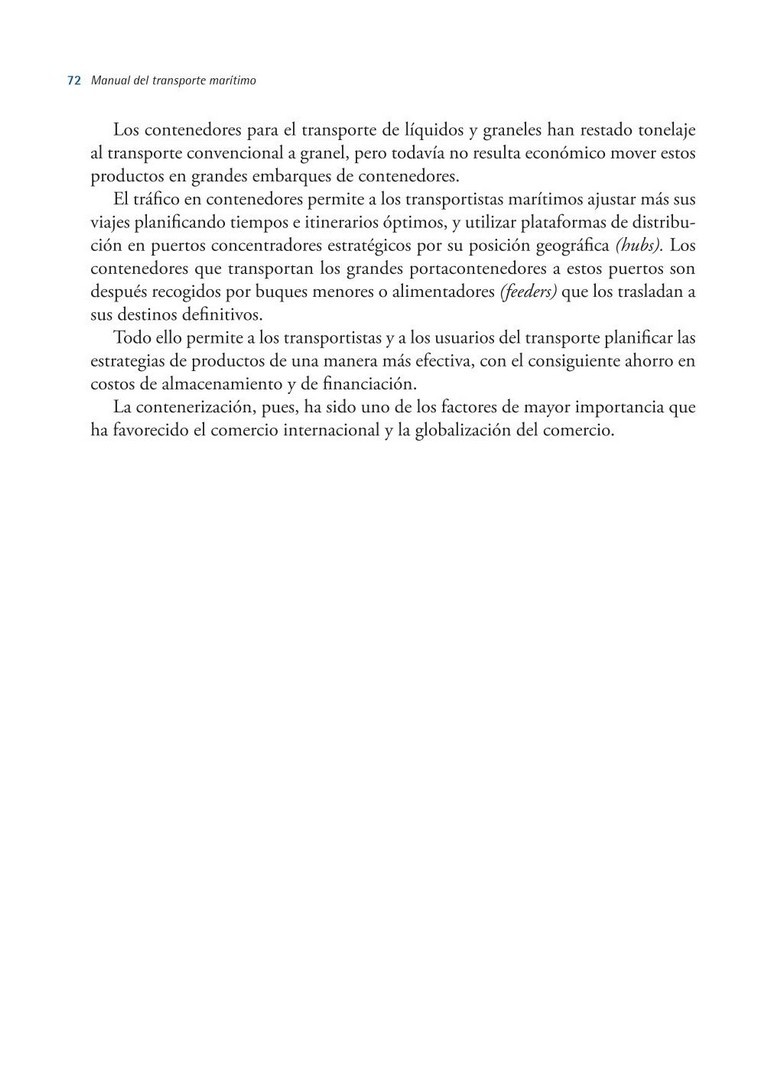 72 Manual del transporte marítimo
Los contenedores para el transporte de líquidos y graneles han restado tonelaje
al transporte convencional a granel, pero todavía no resulta económico mover estos
productos en grandes embarques de contenedores.
El tráfico en contenedores permite a los transportistas marítimos ajustar más sus
viajes planificando tiempos e itinerarios óptimos, y utilizar plataformas de distribu-
ción en puertos concentradores estratégicos por su posición geográfica (hubs). Los
contenedores que transportan los grandes portacontenedores a estos puertos son
después recogidos por buques menores o alimentadores (feeders) que los trasladan a
sus destinos definitivos.
Todo ello permite a los transportistas y a los usuarios del transporte planificar las
estrategias de productos de una manera más efectiva, con el consiguiente ahorro en
costos de almacenamiento y de financiación.
La contenerización, pues, ha sido uno de los factores de mayor importancia que
ha favorecido el comercio internacional y la globalización del comercio.